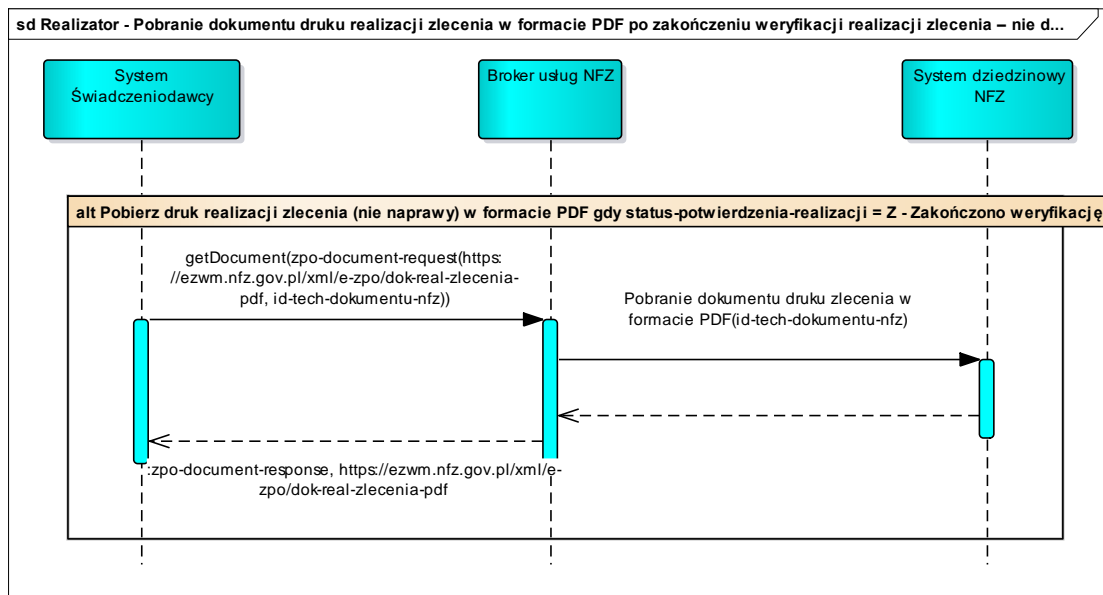 sd Realizator - Pobranie dokumentu druku realizacji zlecenia w formacie PDF po zakończeniu weryfikacji realizacji zlecenia – nie d...
System
Świadczeniodawcy
Broker usług NFZ
System dziedzinowy
NFZ
alt Pobierz druk realizacji zlecenia (nie naprawy) w formacie PDF gdy status-potwierdzenia-realizacji = Z - Zakończono weryfikację
getDocument(zpo-document-request(https:
//ezwm.nfz.gov.pl/xml/e-zpo/dok-real-zlecenia-
pdf, id-tech-dokumentu-nfz))
Pobranie dokumentu druku zlecenia w
formacie PDF(id-tech-dokumentu-nfz)
:zpo-document-response, https://ezwm.nfz.gov.pl/xml/e-
zpo/dok-real-zlecenia-pdf